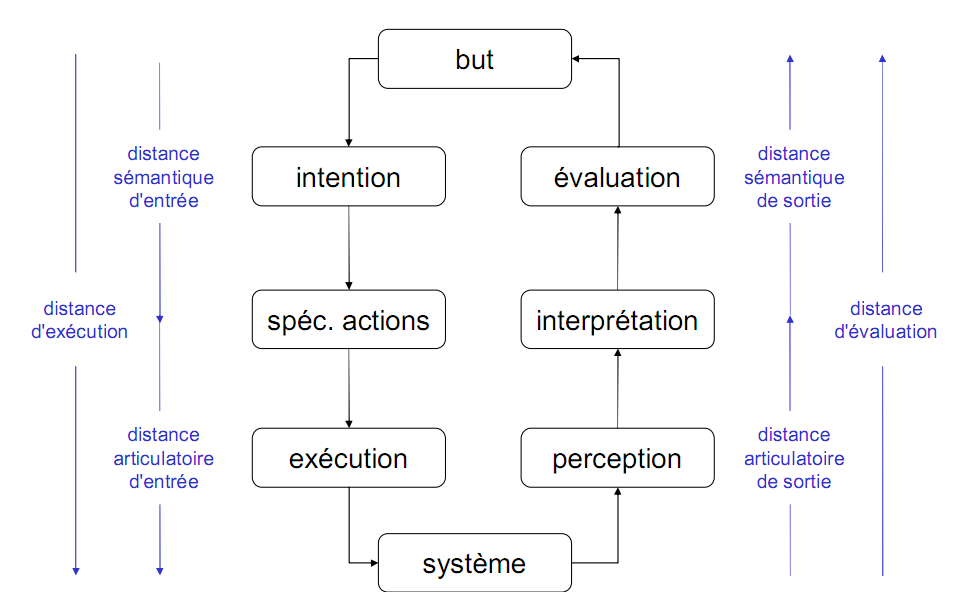 but
distance
sémantique
d'entrée
intention
évaluation
distance
sémantique
de sortie
distance
d'exécution
spéc. actions
interprétation
distance
d'évaluation
distance
articulatoire
d'entrée
exécution
perception
distance
articulatoire
de sortie
système